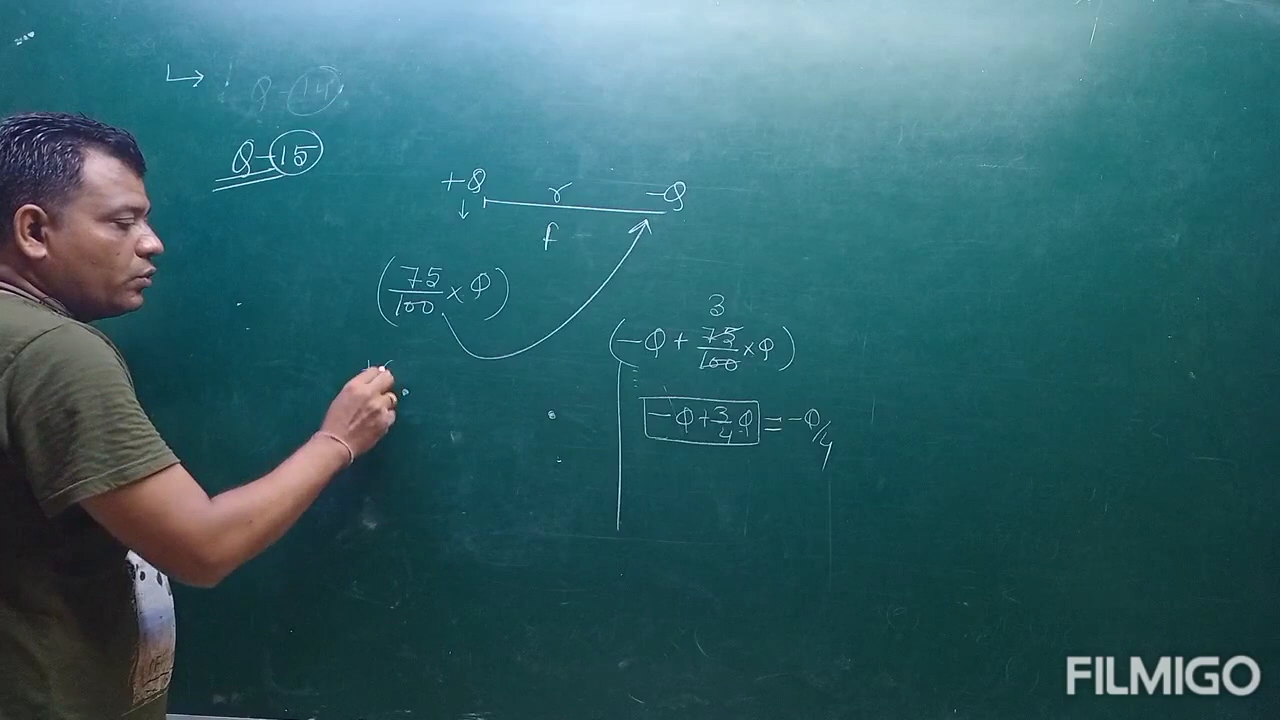 Q-14
Q-15
+Q r -Q
↓
f
(75/100 × Q)
3
(-Q + 75/100 × Q)
-Q+3/4 Q = -Q/4
FILMIGO